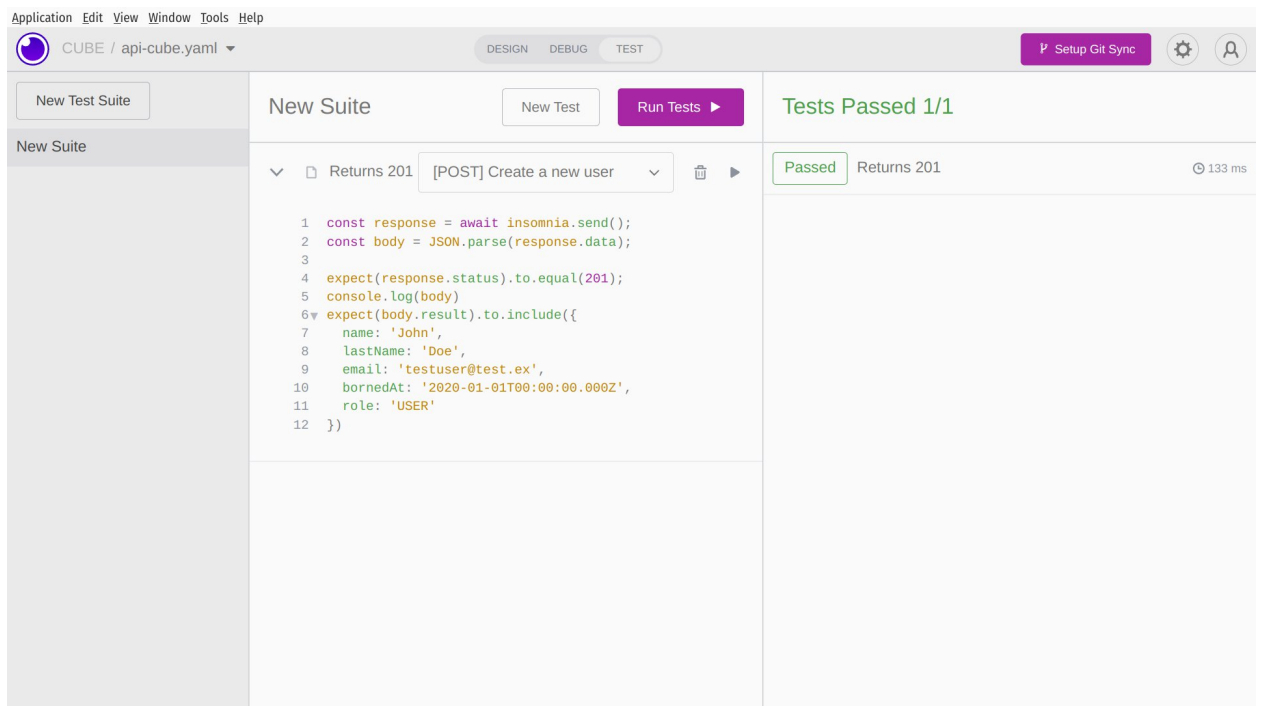 Application Edit View Window Tools Help
CUBE / api-cube.yaml
DESIGN DEBUG TEST
Setup Git Sync
New Test Suite
New Suite
New Suite
New Test
Run Tests
Returns 201
[POST] Create a new user
1 const response = await insomnia.send();
2 const body = JSON.parse(response.data);
3
4 expect(response.status).to.equal(201);
5 console.log(body)
6 expect(body.result).to.include({
7 name: 'John',
8 lastName: 'Doe',
9 email: 'testuser@test.ex',
10 bornedAt: '2020-01-01T00:00:00.000Z',
11 role: 'USER'
12 })
Tests Passed 1/1
Passed Returns 201 133 ms